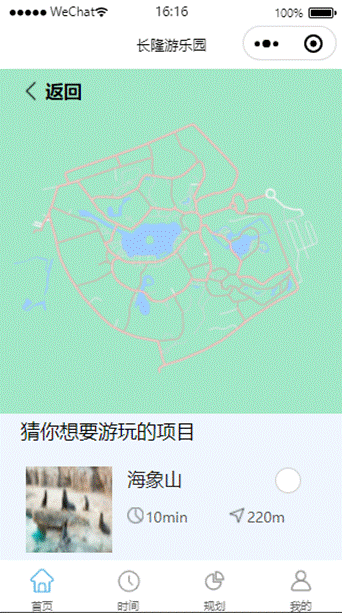 WeChat 16:16 100%
长隆游乐园
返回
猜你想要游玩的项目
海象山
10min 220m
首页 时间 规划 我的